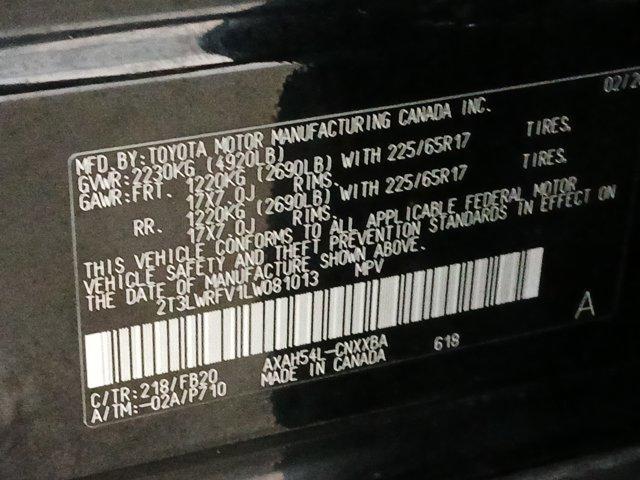 02/20
MFD.BY:TOYOTA MOTOR MANUFACTURING CANADA INC.
GVWR:2230KG (4920LB)
GAWR:FRT. 1220KG (2690LB) WITH 225/65R17 TIRES,
17X7.0J RIMS.
RR. 1220KG (2690LB) WITH 225/65R17 TIRES,
17X7.0J RIMS.
THIS VEHICLE CONFORMS TO ALL APPLICABLE FEDERAL MOTOR
VEHICLE SAFETY AND THEFT PREVENTION STANDARDS IN EFFECT ON
THE DATE OF MANUFACTURE SHOWN ABOVE.
2T3LWRFV1LW081013 MPV
A
C/TR:218/FB20 AXAH54L-CNXXBA 618
A/TM:-02A/P710 MADE IN CANADA